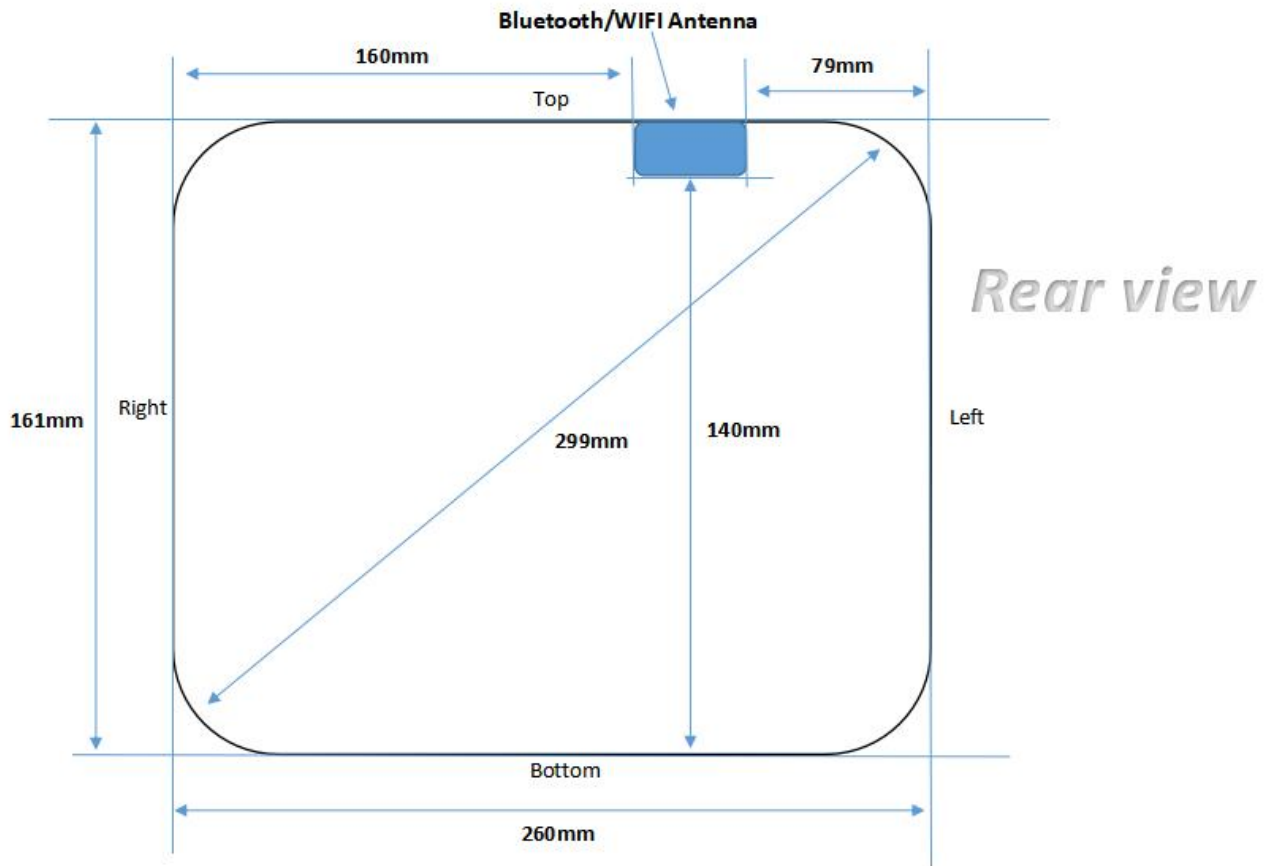 Bluetooth/WIFI Antenna
160mm
79mm
Top
Rear view
161mm
Right
299mm
140mm
Left
Bottom
260mm